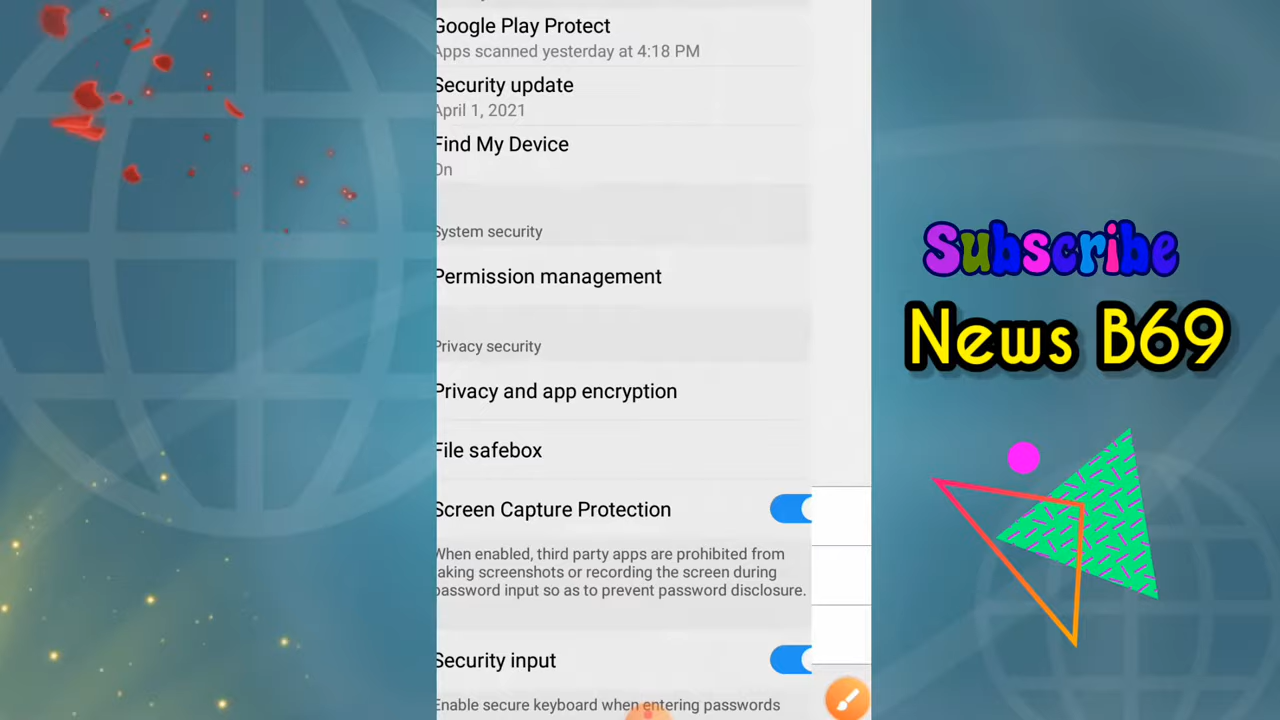 Google Play Protect
Apps scanned yesterday at 4:18 PM
Security update
April 1, 2021
Find My Device
On
System security
Permission management
Privacy security
Privacy and app encryption
File safebox
Screen Capture Protection
When enabled, third party apps are prohibited from
taking screenshots or recording the screen during
password input so as to prevent password disclosure.
Security input
Enable secure keyboard when entering passwords
Subscribe
News B69